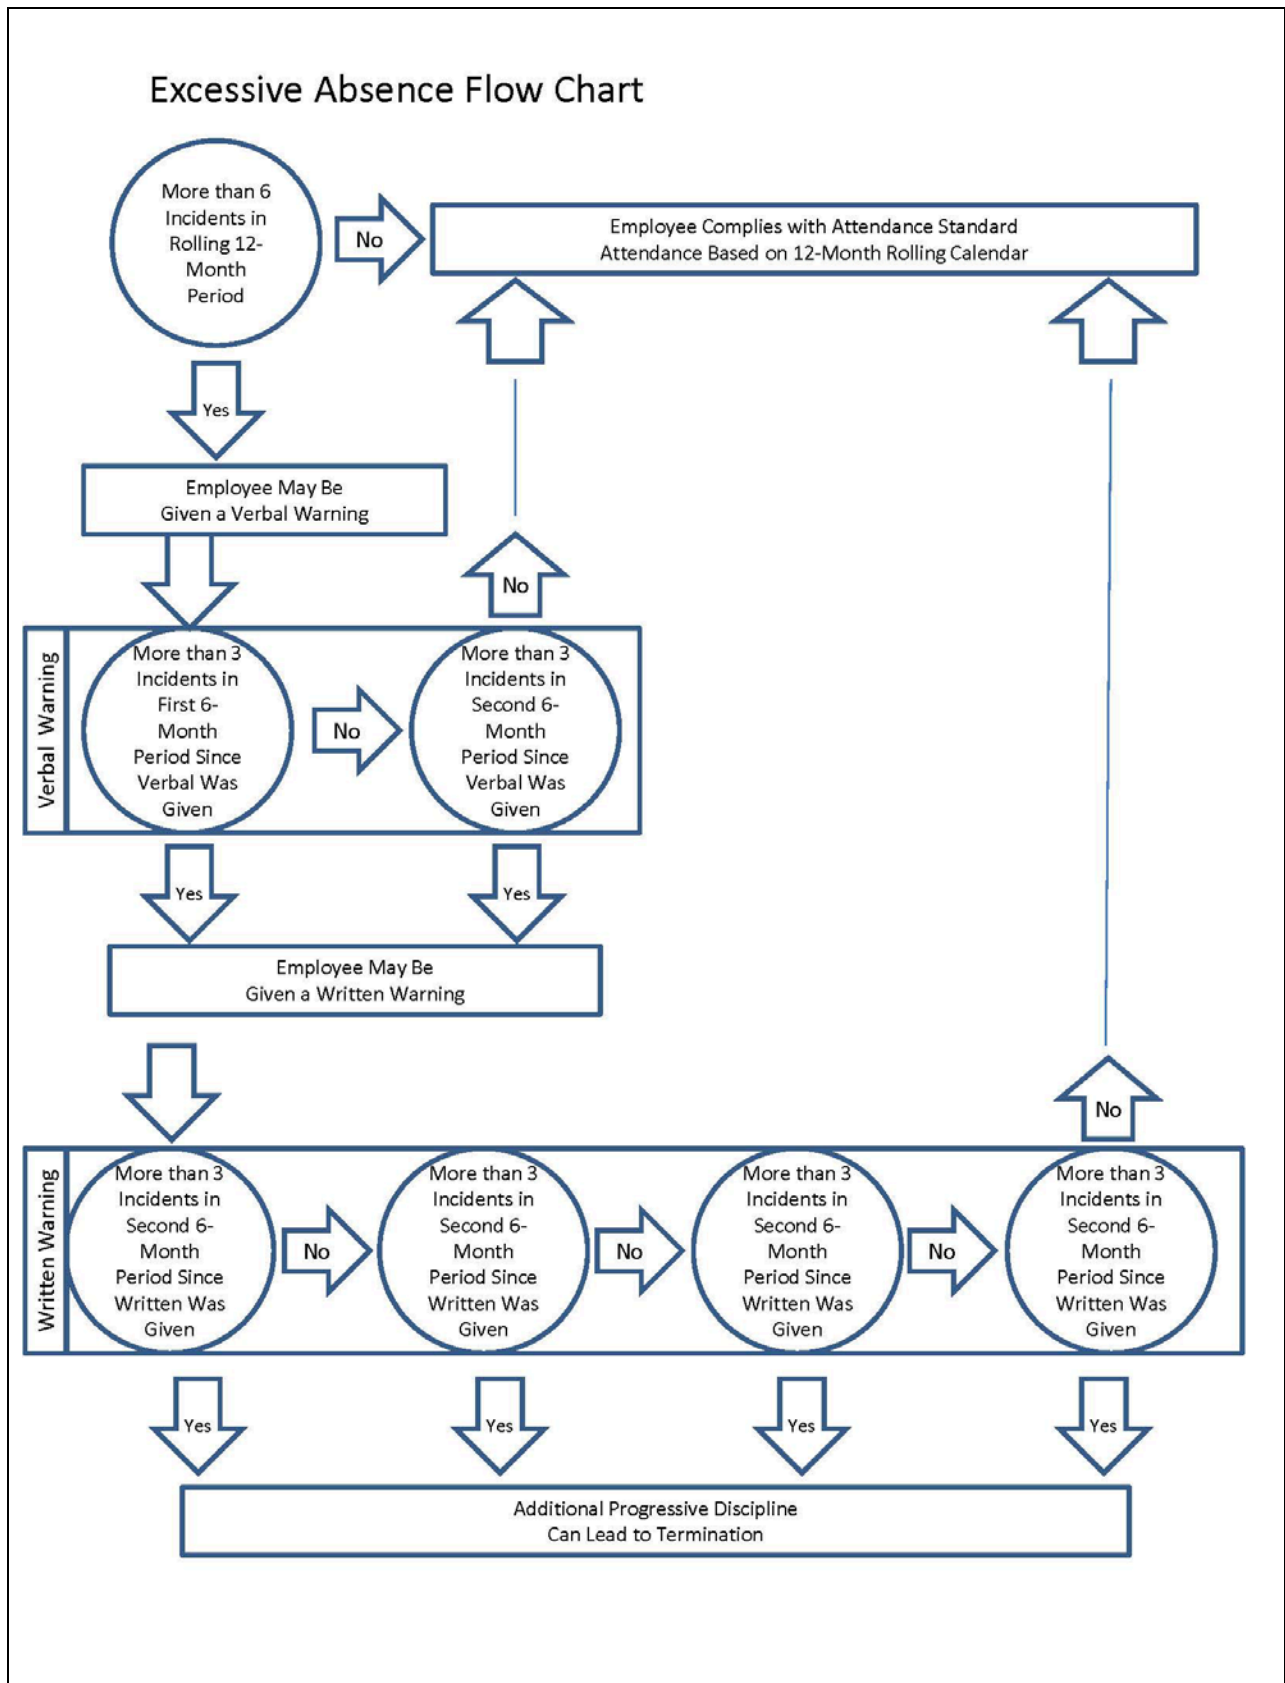 Excessive Absence Flow Chart
More than 6
Incidents in
Rolling 12-
Month
Period
No
Employee Complies with Attendance Standard
Attendance Based on 12-Month Rolling Calendar
Yes
Employee May Be
Given a Verbal Warning
No
Verbal Warning
More than 3
Incidents in
First 6-
Month
Period Since
Verbal Was
Given
No
More than 3
Incidents in
Second 6-
Month
Period Since
Verbal Was
Given
Yes
Yes
Employee May Be
Given a Written Warning
No
Written Warning
More than 3
Incidents in
Second 6-
Month
Period Since
Written Was
Given
No
More than 3
Incidents in
Second 6-
Month
Period Since
Written Was
Given
No
More than 3
Incidents in
Second 6-
Month
Period Since
Written Was
Given
No
More than 3
Incidents in
Second 6-
Month
Period Since
Written Was
Given
Yes
Yes
Yes
Yes
Additional Progressive Discipline
Can Lead to Termination